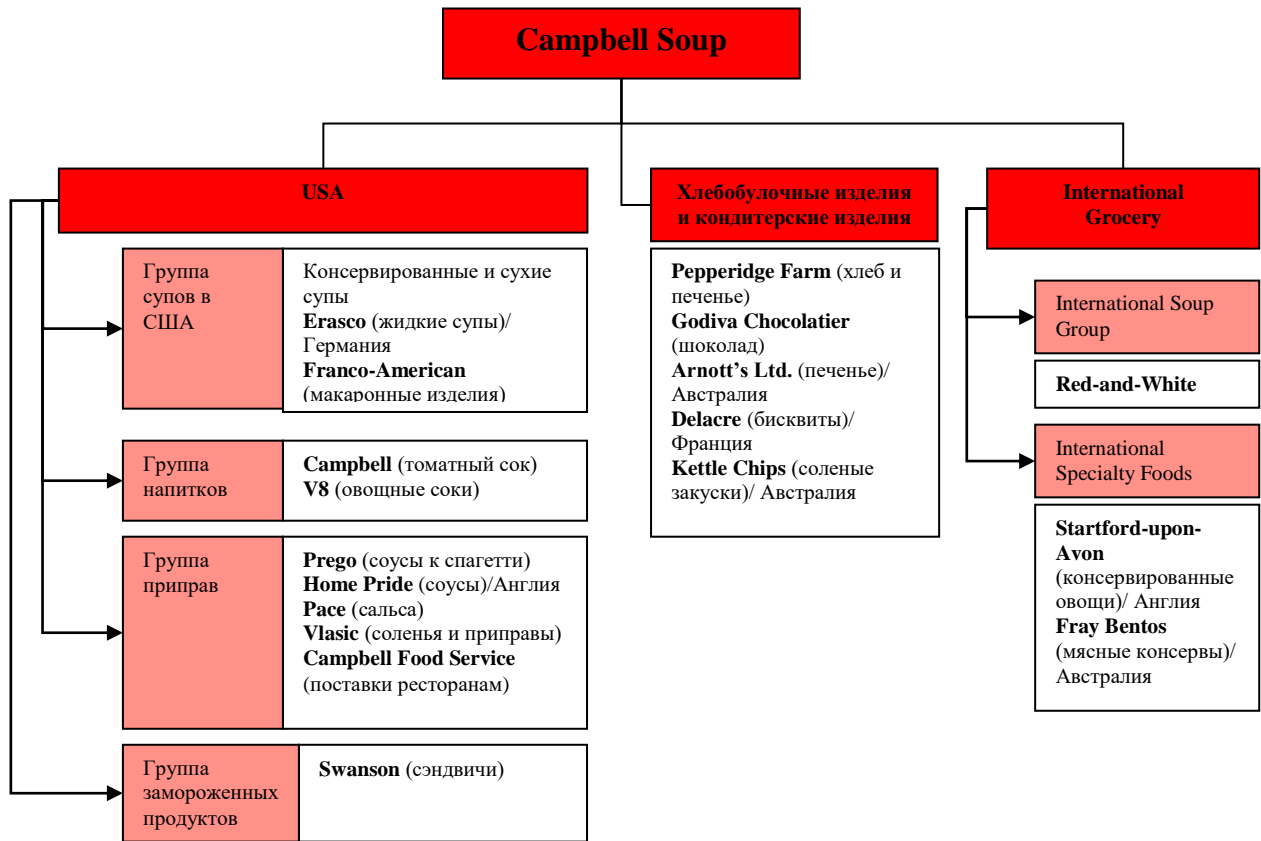 Campbell Soup
USA
Группа
супов в
США
Консервированные и сухие
супы
Erasco (жидкие супы)/
Германия
Franco-American
(макаронные изделия)
Группа
напитков
Campbell (томатный сок)
V8 (овощные соки)
Группа
приправ
Prego (соусы к спагетти)
Home Pride (соусы)/Англия
Pace (сальса)
Vlasic (соленья и приправы)
Campbell Food Service
(поставки ресторанам)
Группа
замороженных
продуктов
Swanson (сэндвичи)
Хлебобулочные изделия
и кондитерские изделия
Pepperidge Farm (хлеб и
печенье)
Godiva Chocolatier
(шоколад)
Arnott’s Ltd. (печенье)/
Австралия
Delacre (бисквиты)/
Франция
Kettle Chips (соленые
закуски)/ Австралия
International
Grocery
International Soup
Group
Red-and-White
International
Specialty Foods
Startford-upon-
Avon
(консервированные
овощи)/ Англия
Fray Bentos
(мясные консервы)/
Австралия